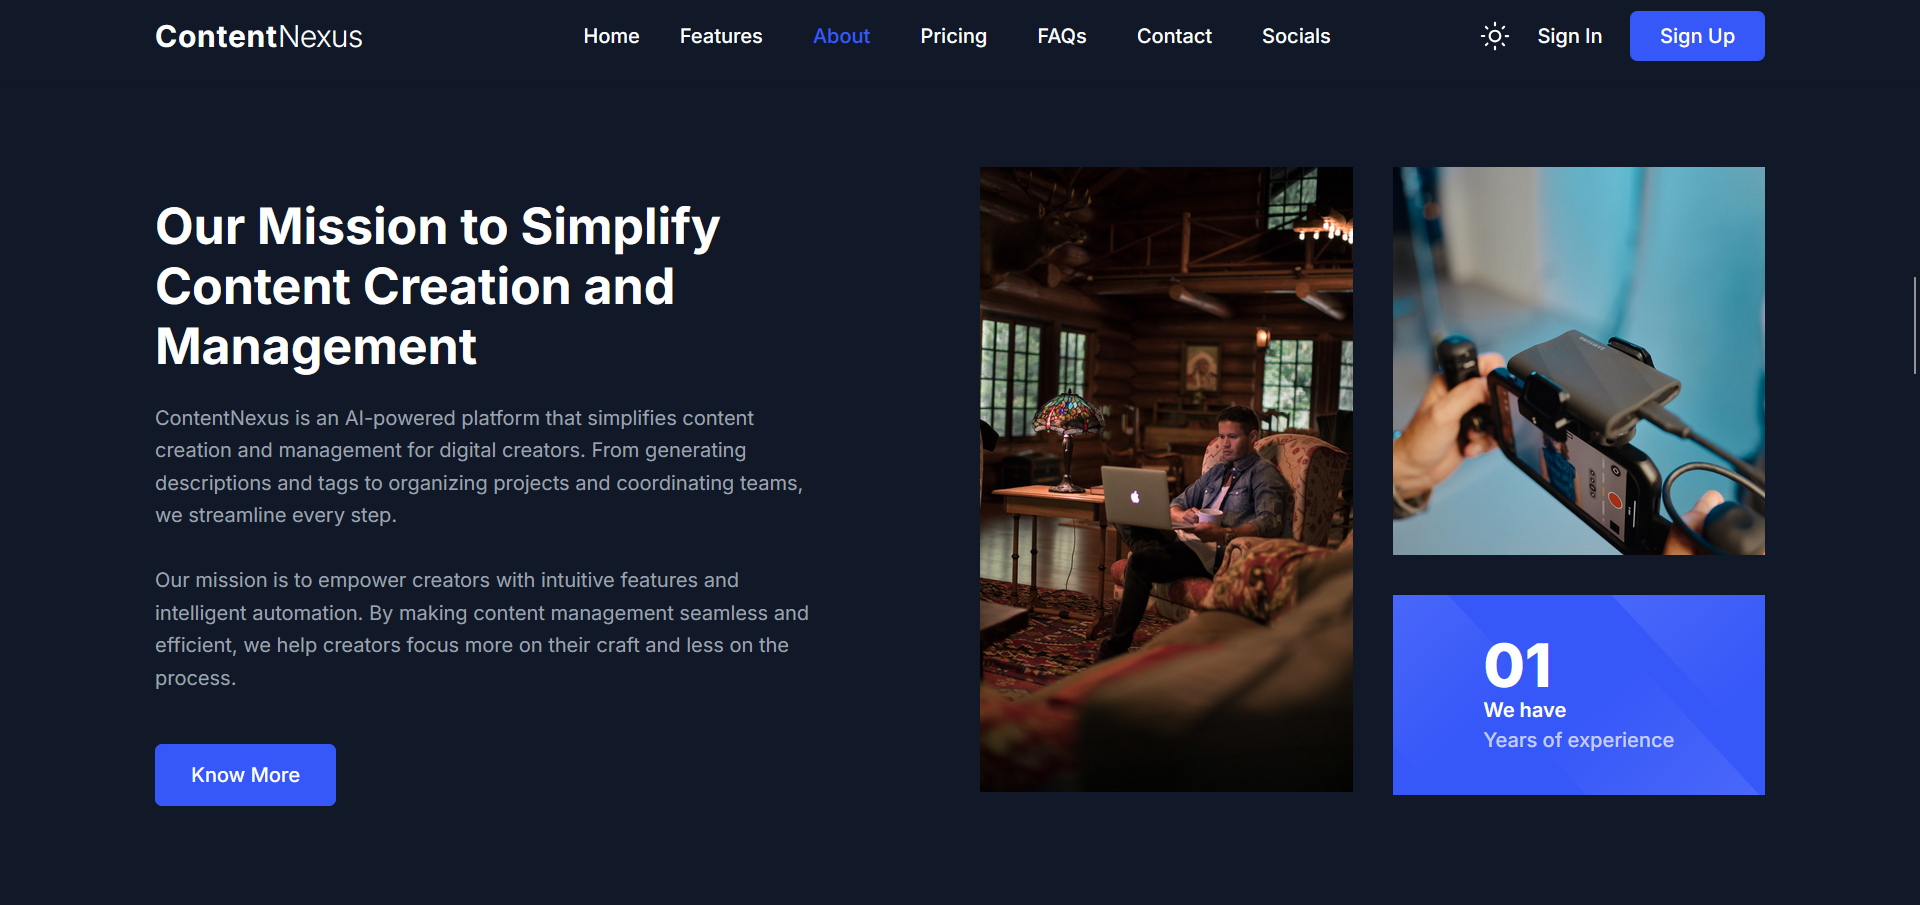 ContentNexus
Home Features About Pricing FAQs Contact Socials
Sign In Sign Up
Our Mission to Simplify
Content Creation and
Management
ContentNexus is an AI-powered platform that simplifies content
creation and management for digital creators. From generating
descriptions and tags to organizing projects and coordinating teams,
we streamline every step.
Our mission is to empower creators with intuitive features and
intelligent automation. By making content management seamless and
efficient, we help creators focus more on their craft and less on the
process.
Know More
01
We have
Years of experience